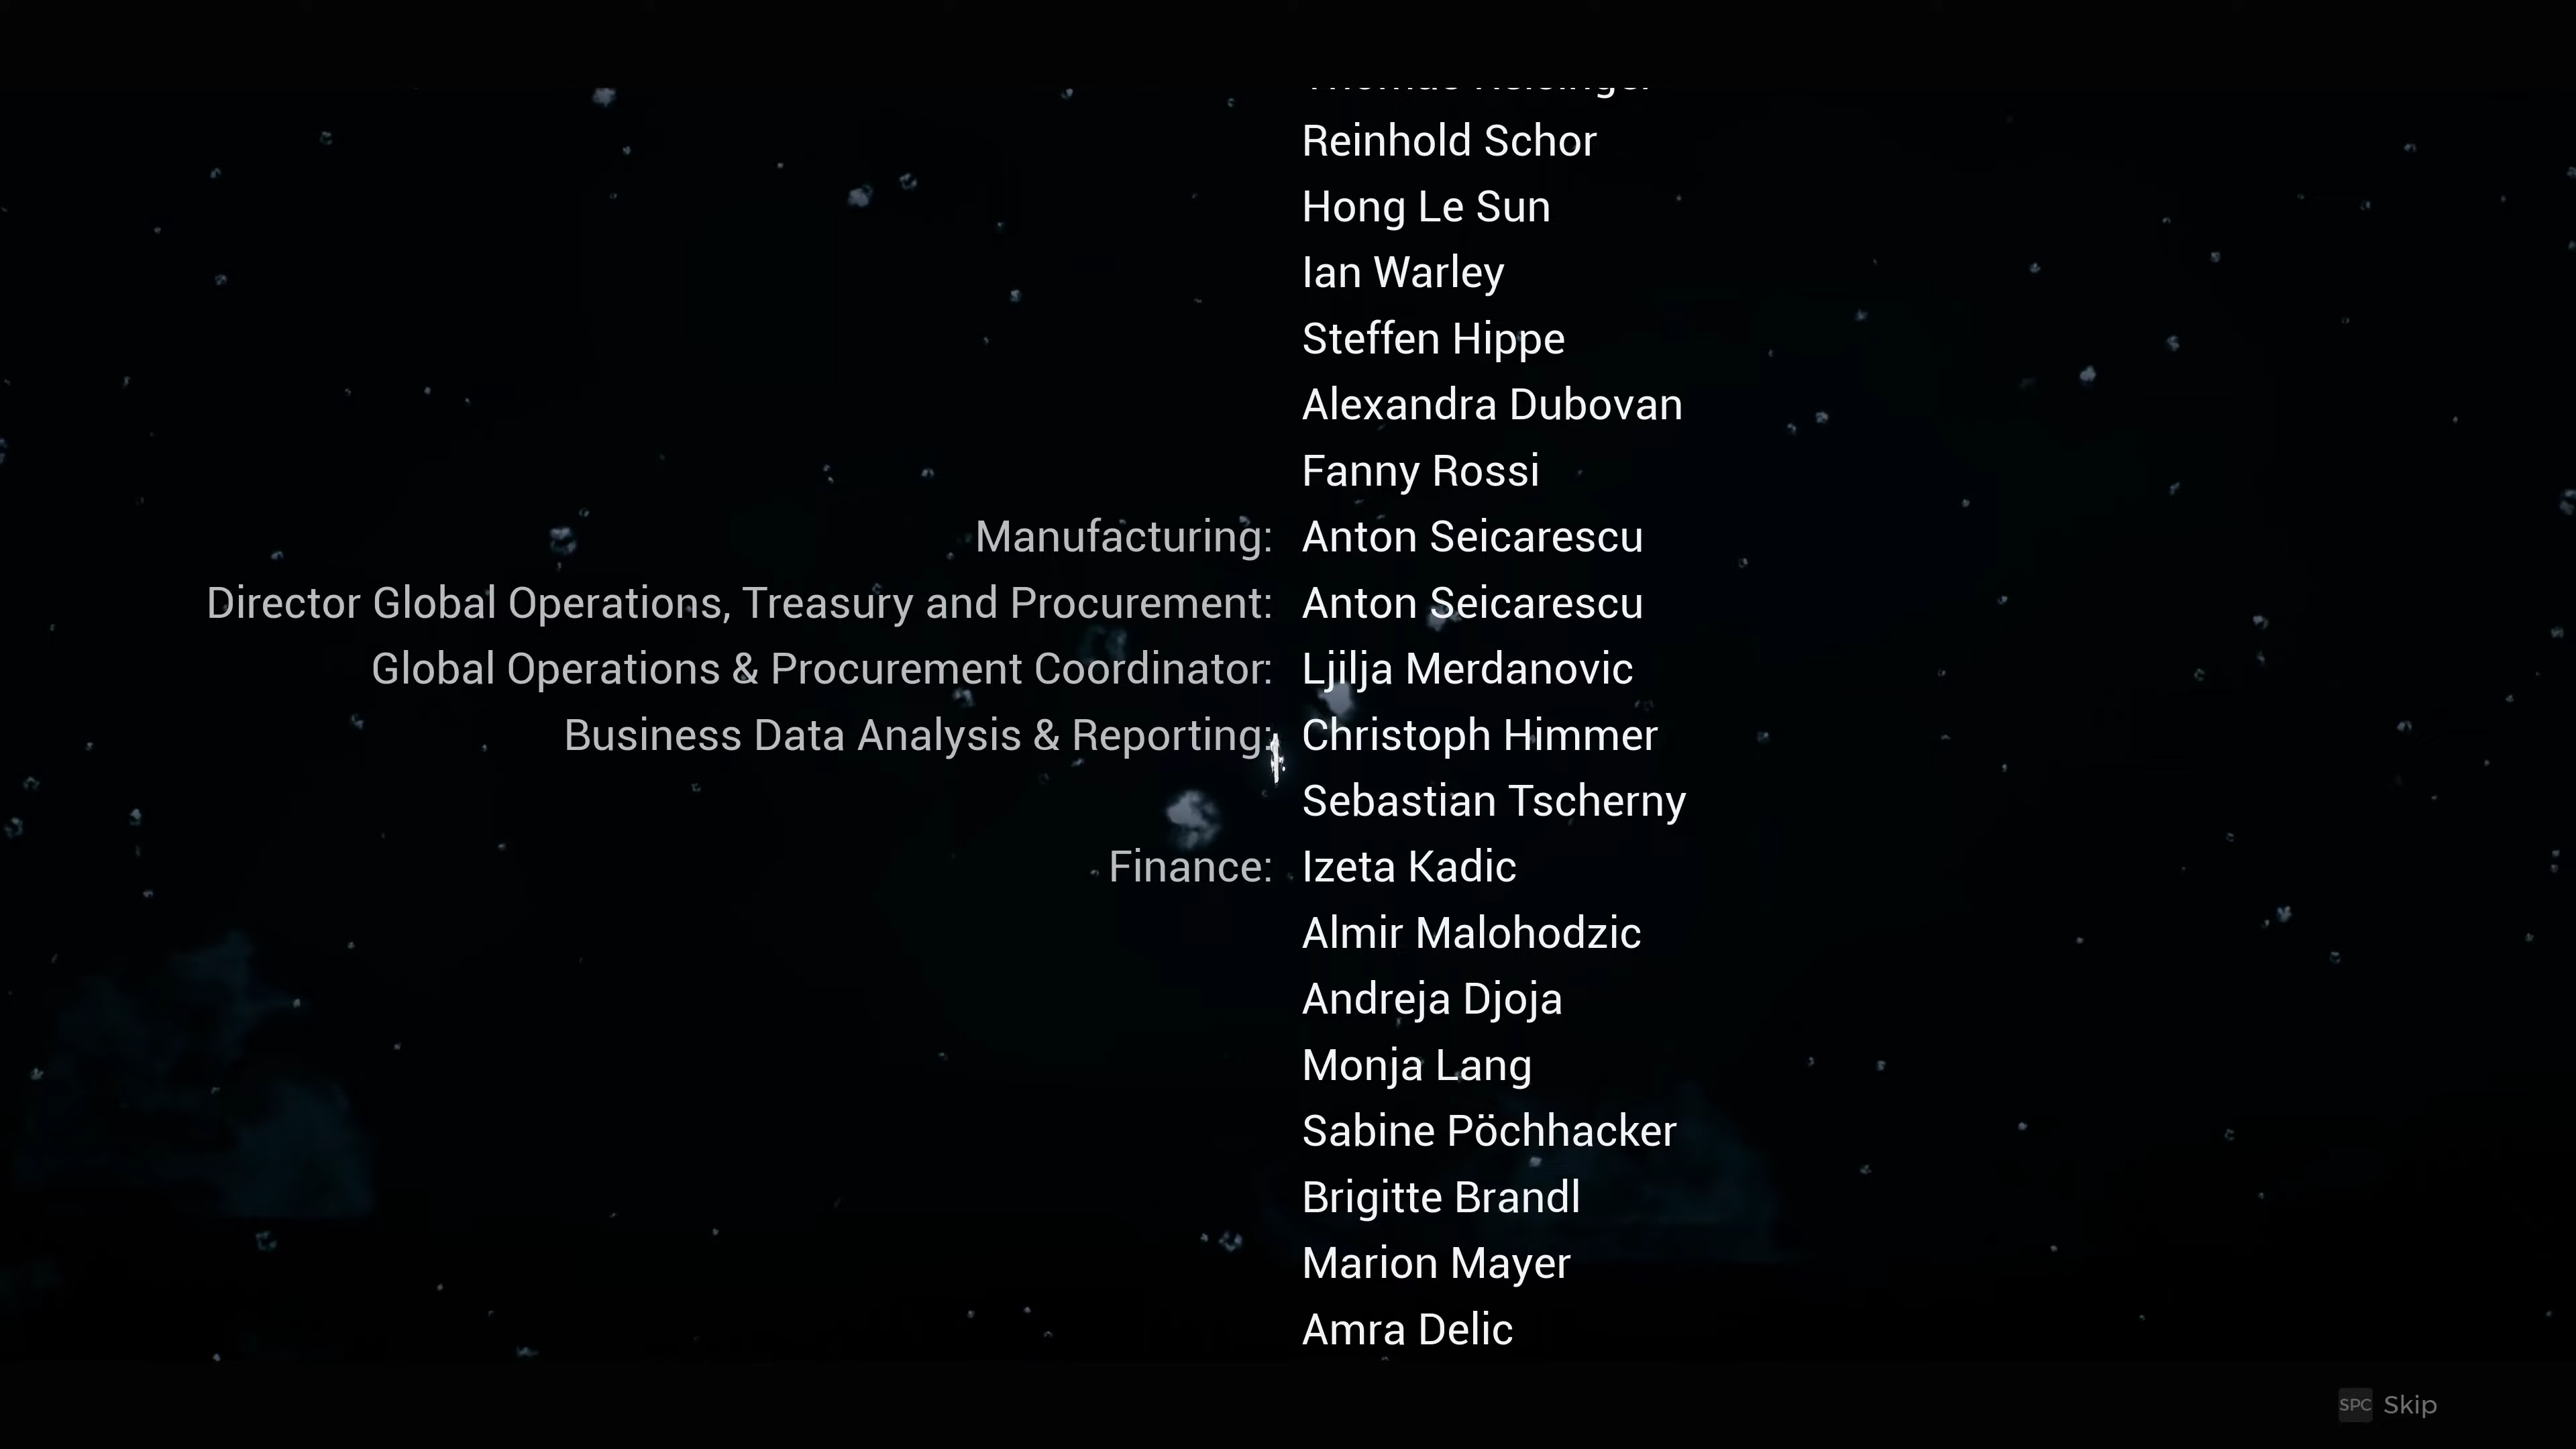 Reinhold Schor
Hong Le Sun
Ian Warley
Steffen Hippe
Alexandra Dubovan
Fanny Rossi
Manufacturing: Anton Seicarescu
Director Global Operations, Treasury and Procurement: Anton Seicarescu
Global Operations & Procurement Coordinator: Ljilja Merdanovic
Business Data Analysis & Reporting: Christoph Himmer
Sebastian Tscherny
Finance: Izeta Kadic
Almir Malohodzic
Andreja Djoja
Monja Lang
Sabine Pöchhacker
Brigitte Brandl
Marion Mayer
Amra Delic
SPC Skip